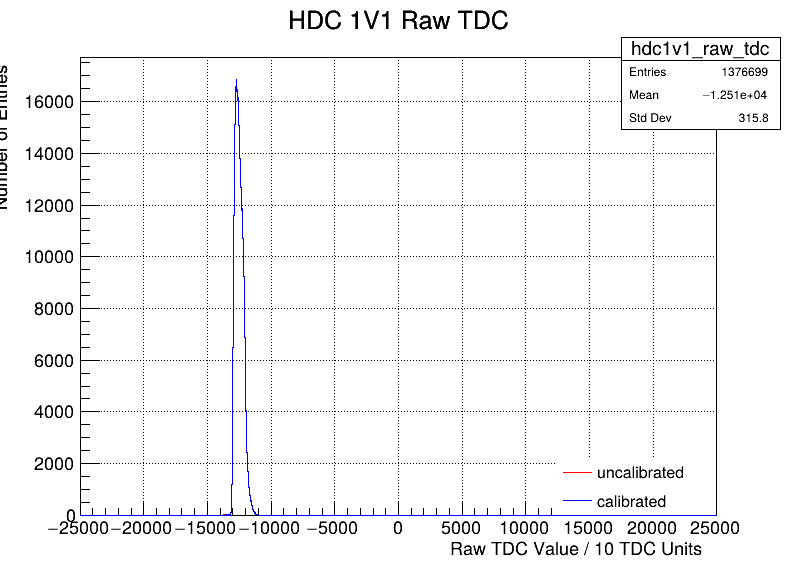 HDC 1V1 Raw TDC
hdc1v1_raw_tdc
Entries 1376699
Mean −1.251e+04
Std Dev 315.8
Number of Entries
16000
14000
12000
10000
8000
6000
4000
2000
0
−25000 −20000 −15000 −10000 −5000 0 5000 10000 15000 20000 25000
uncalibrated
calibrated
Raw TDC Value / 10 TDC Units